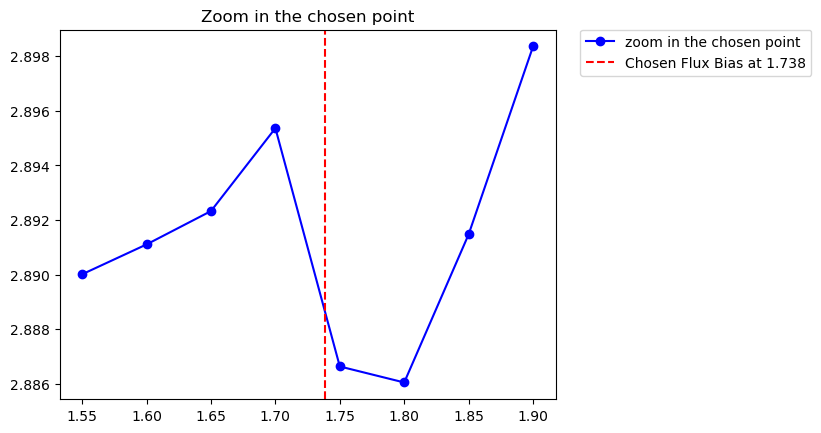 Zoom in the chosen point
zoom in the chosen point
Chosen Flux Bias at 1.738
2.898
2.896
2.894
2.892
2.890
2.888
2.886
1.55 1.60 1.65 1.70 1.75 1.80 1.85 1.90